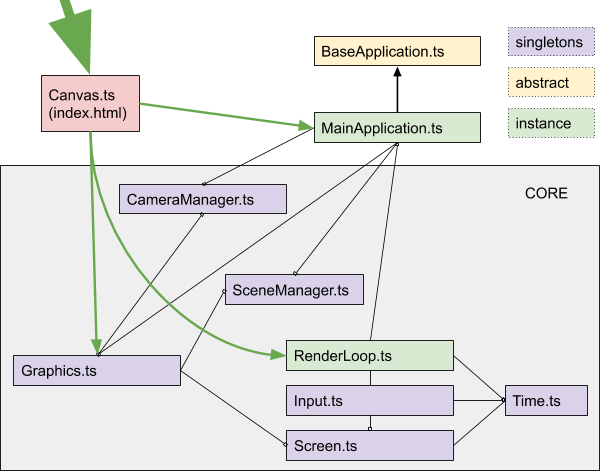 singletons
BaseApplication.ts
abstract
Canvas.ts
(index.html)
MainApplication.ts
instance
CORE
CameraManager.ts
SceneManager.ts
RenderLoop.ts
Graphics.ts
Input.ts
Time.ts
Screen.ts